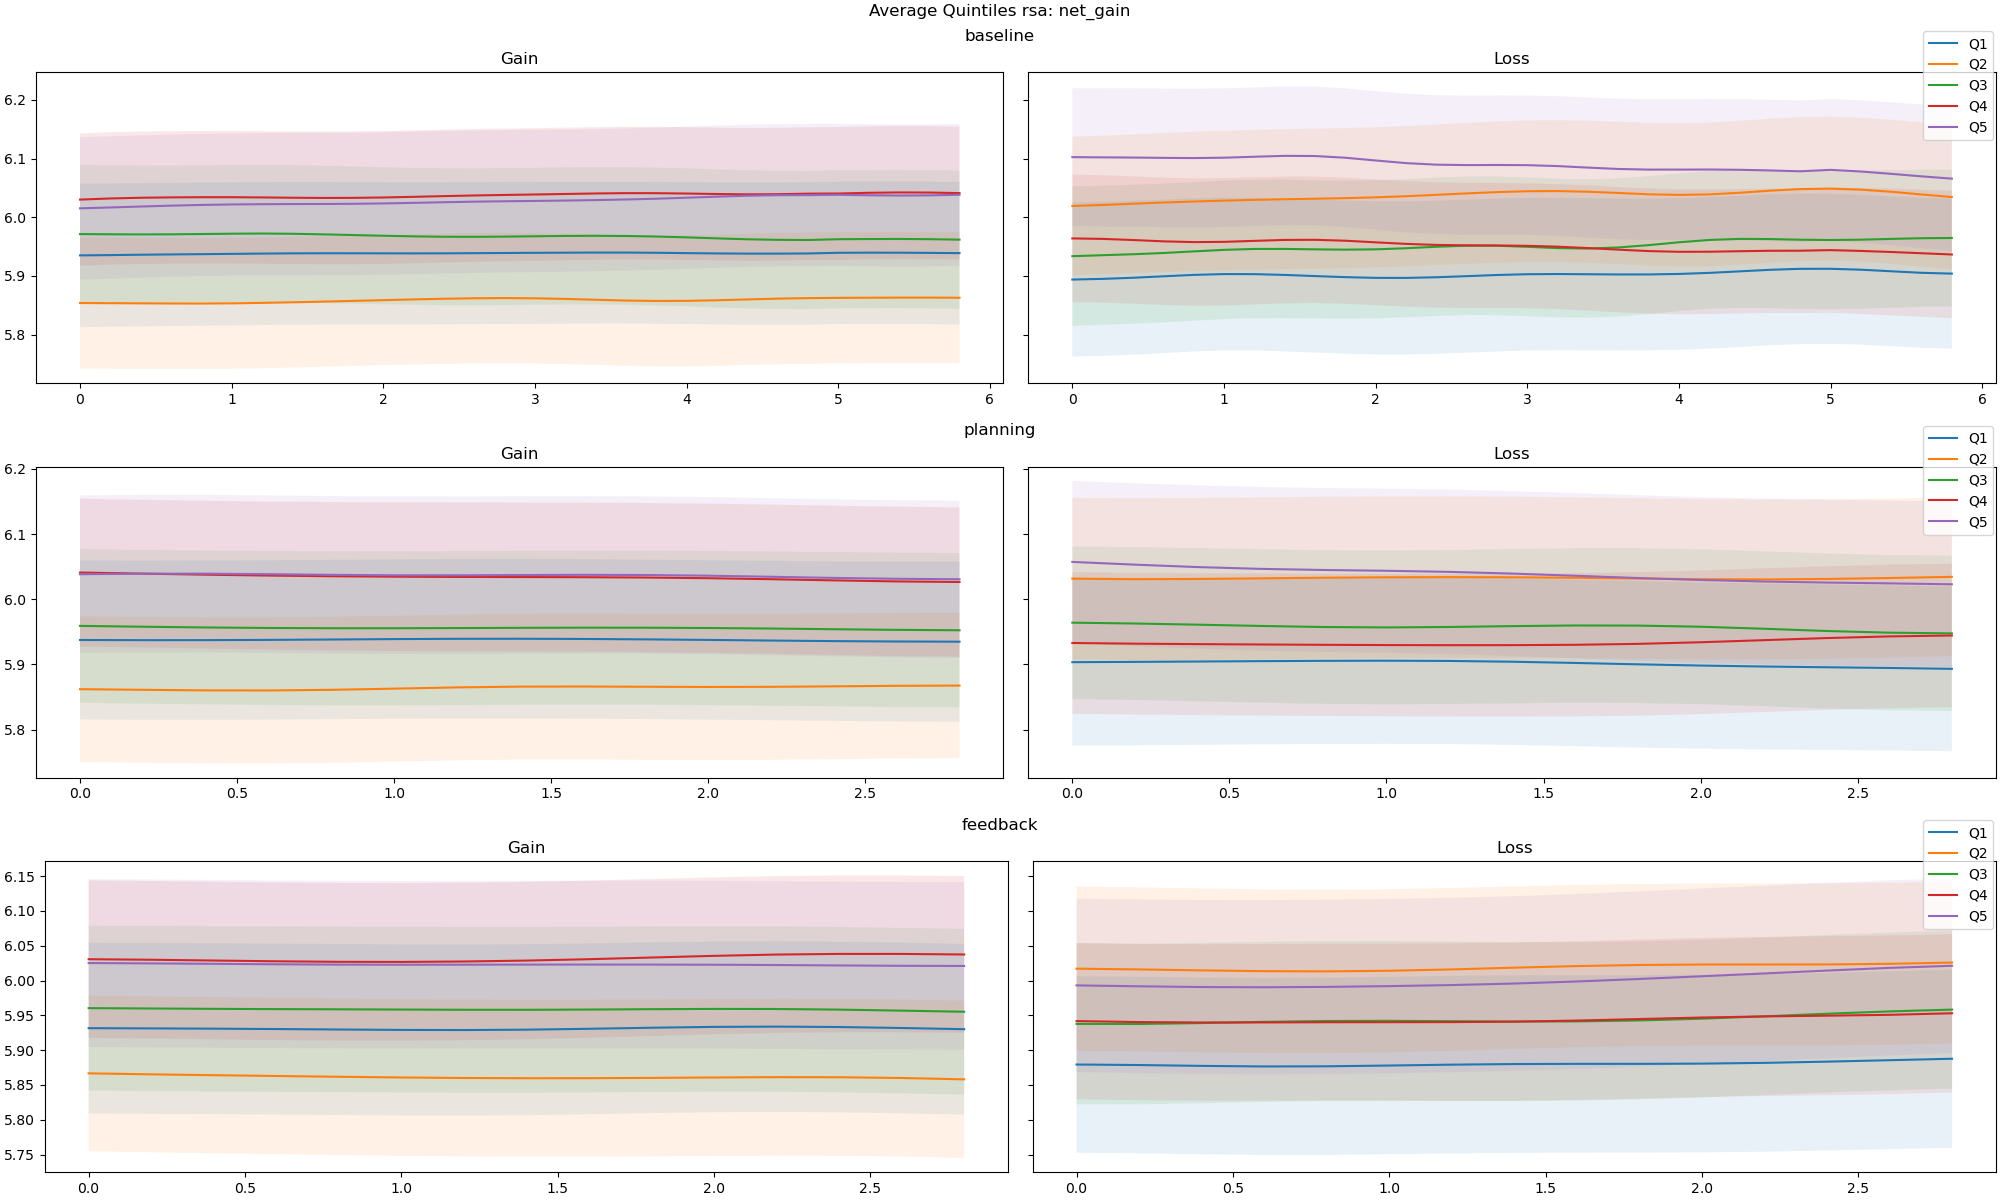 Average Quintiles rsa: net_gain
baseline
Gain
Loss
6.2
6.1
6.0
5.9
5.8
0 1 2 3 4 5 6
0 1 2 3 4 5 6
Q1
Q2
Q3
Q4
Q5
planning
Gain
Loss
6.2
6.1
6.0
5.9
5.8
0.0 0.5 1.0 1.5 2.0 2.5
0.0 0.5 1.0 1.5 2.0 2.5
Q1
Q2
Q3
Q4
Q5
feedback
Gain
Loss
6.15
6.10
6.05
6.00
5.95
5.90
5.85
5.80
5.75
0.0 0.5 1.0 1.5 2.0 2.5
0.0 0.5 1.0 1.5 2.0 2.5
Q1
Q2
Q3
Q4
Q5